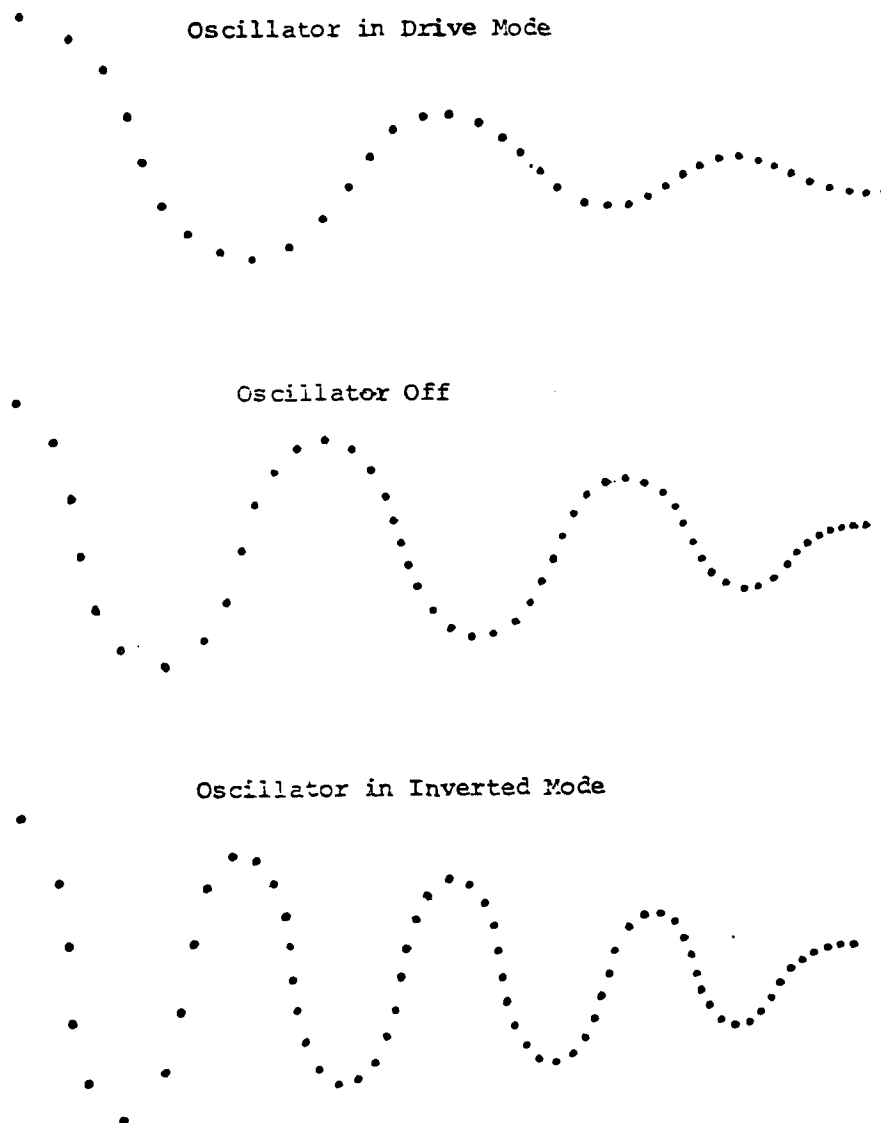 Oscillator in Drive Mode
Oscillator Off
Oscillator in Inverted Mode